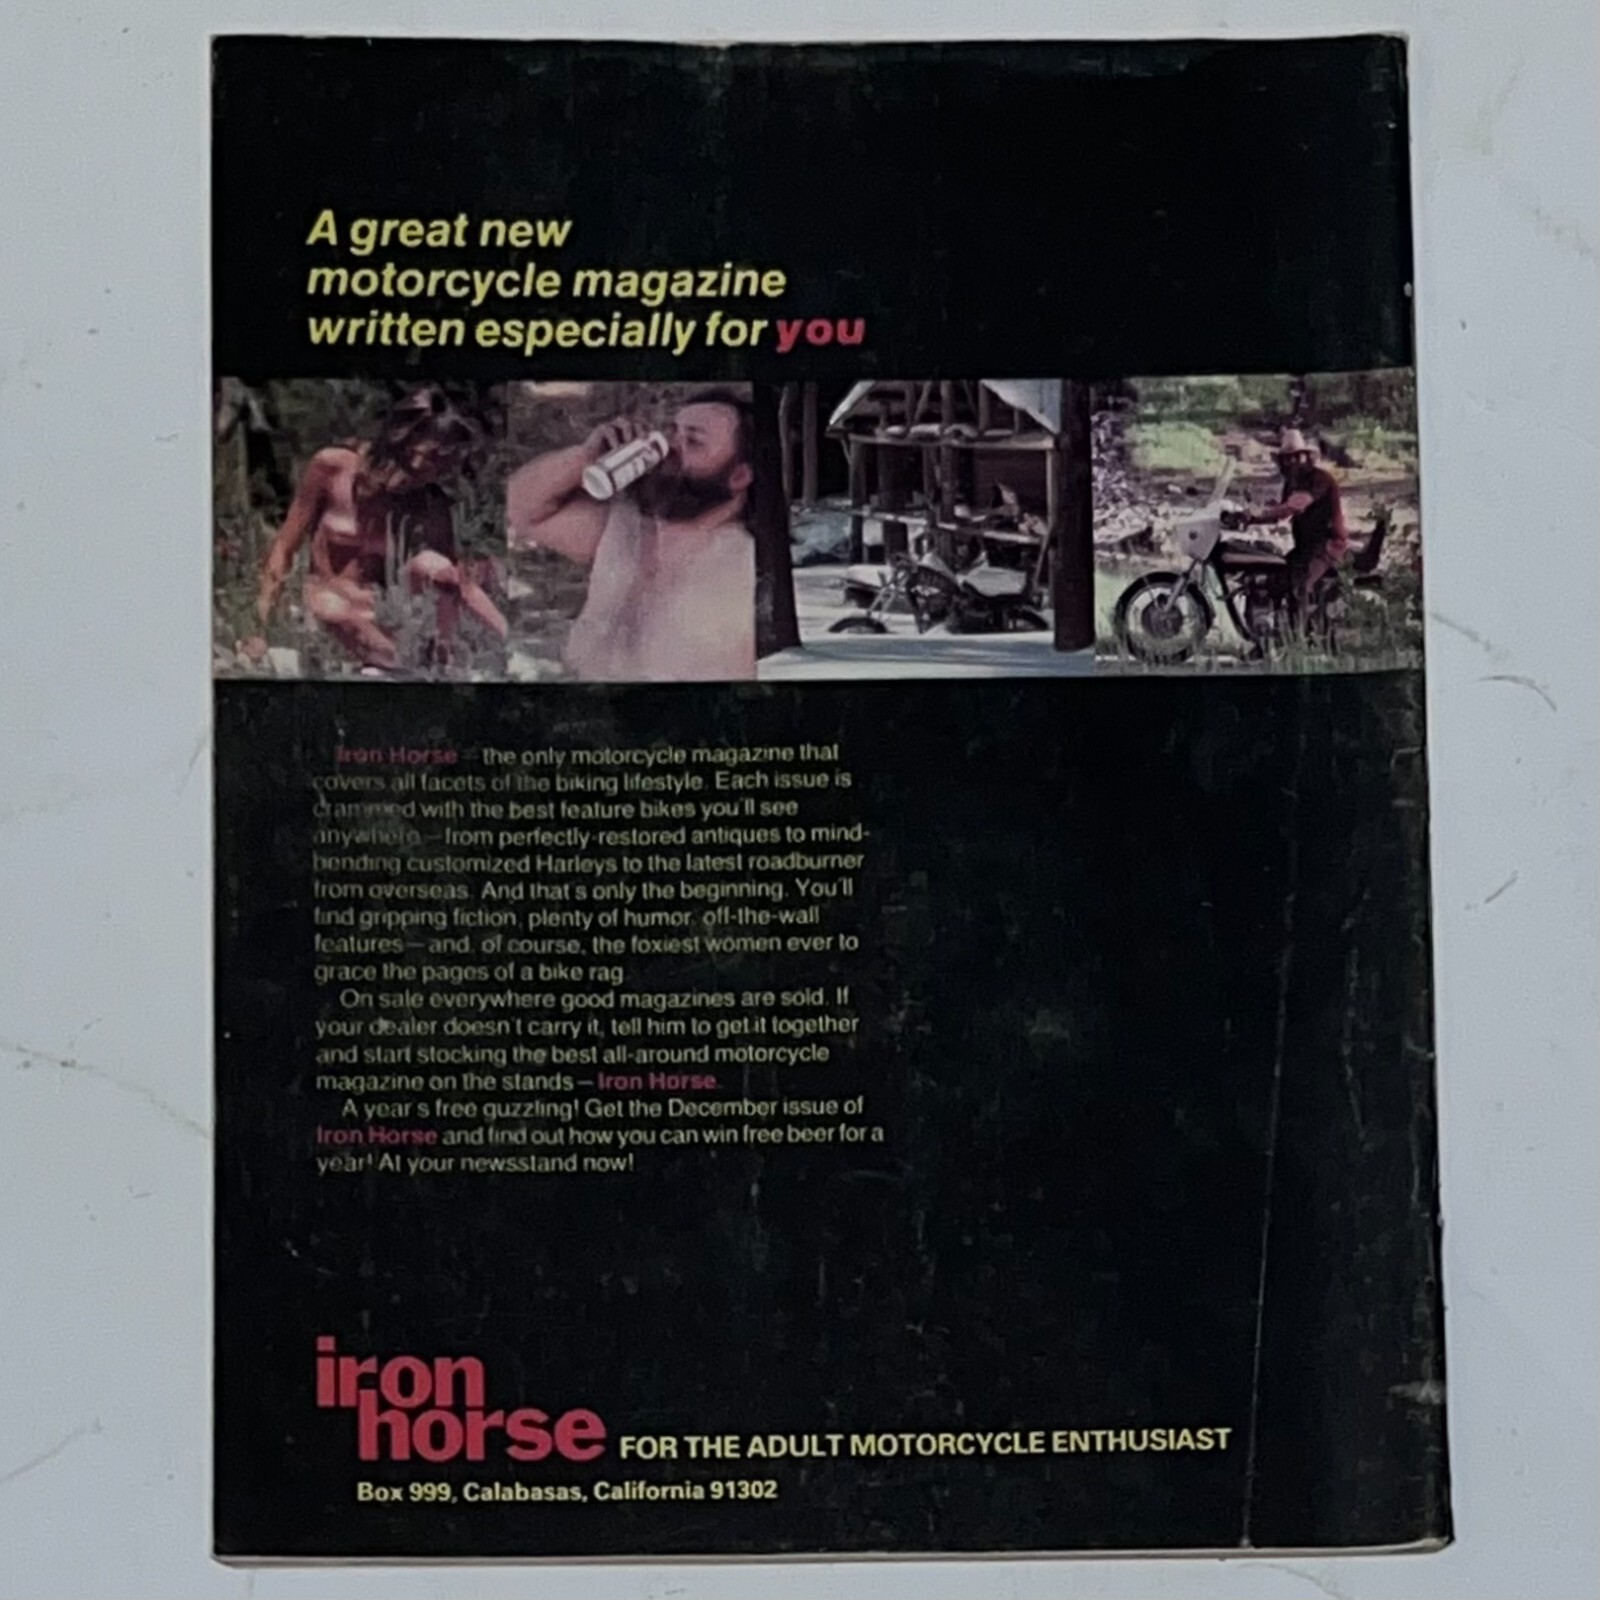 A great new
motorcycle magazine
written especially for you
Iron Horse – the only motorcycle magazine that
covers all facets of the biking lifestyle. Each issue is
crammed with the best feature bikes you'll see
anywhere – from perfectly-restored antiques to mind-
bending customized Harleys to the latest roadburner
from overseas. And that's only the beginning. You'll
find gripping fiction, plenty of humor, off-the-wall
features – and, of course, the foxiest women ever to
grace the pages of a bike rag.
On sale everywhere good magazines are sold. If
your dealer doesn't carry it, tell him to get it together
and start stocking the best all-around motorcycle
magazine on the stands – Iron Horse.
A year's free guzzling! Get the December issue of
Iron Horse and find out how you can win free beer for a
year! At your newsstand now!
iron
horse FOR THE ADULT MOTORCYCLE ENTHUSIAST
Box 999, Calabasas, California 91302